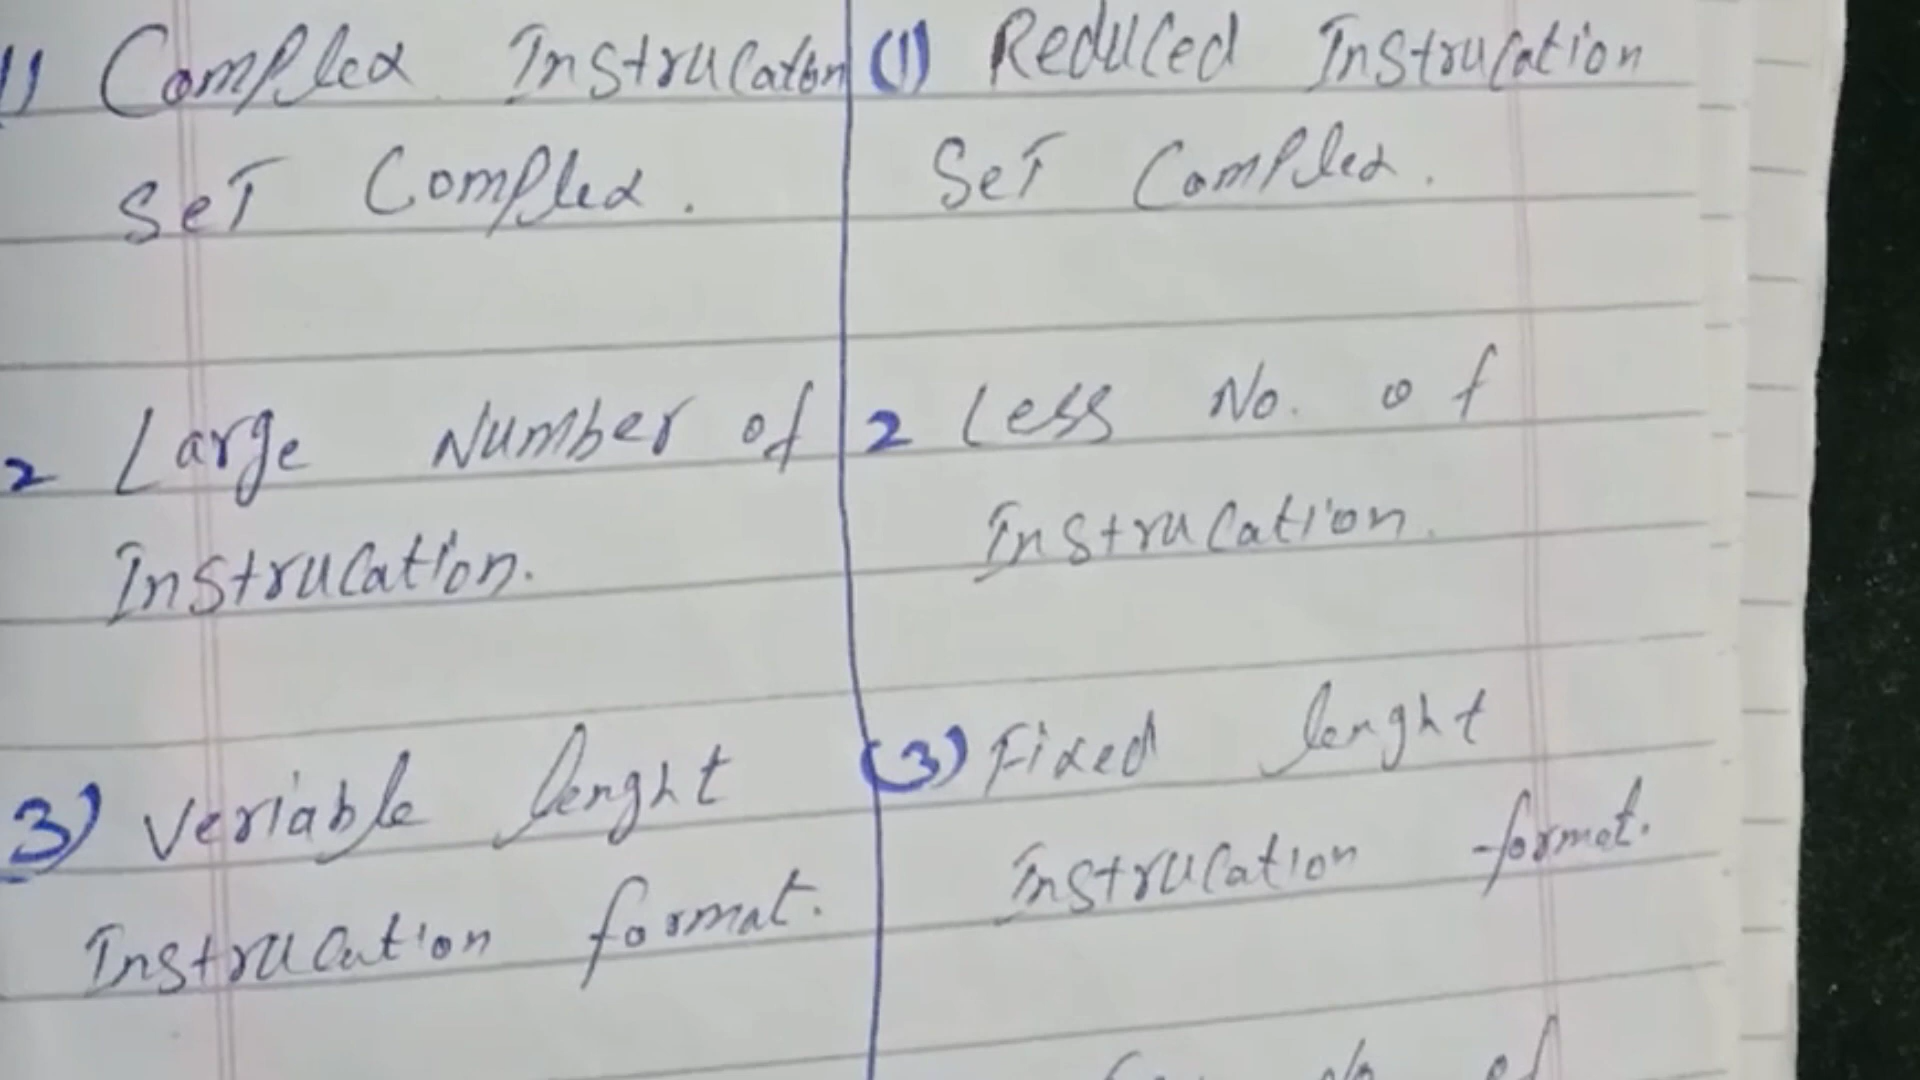 1) Complex Instrucation
Set Complex.
2 Large Number of
Instrucation.
3) Veriable lenght
Instrucation format.
(1) Reduced Instrucation
Set Complex.
2 Less No. of
Instrucation.
(3) Fixed lenght
Instrucation format.
of